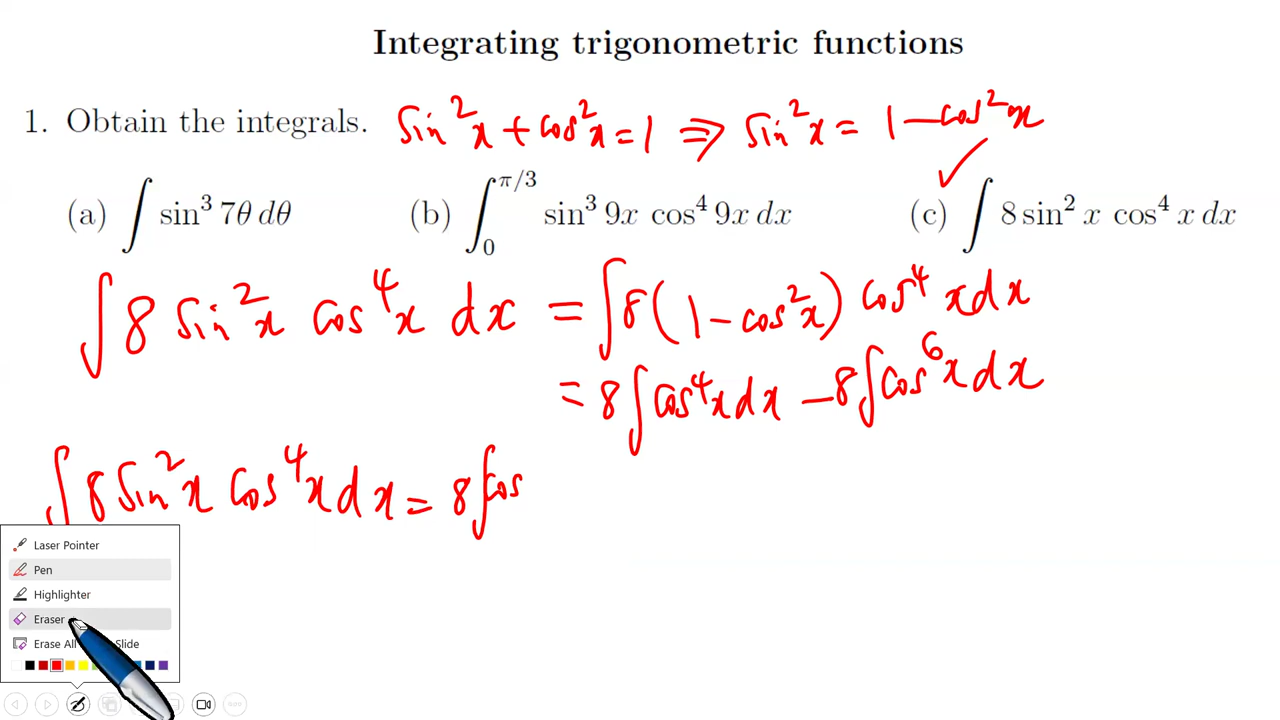 Integrating trigonometric functions
1. Obtain the integrals. sin²x + cos²x = 1 ⇒ sin²x = 1 − cos²x
(a) ∫ sin³ 7θ dθ (b) ∫₀^{π/3} sin³ 9x cos⁴ 9x dx (c) ∫ 8 sin² x cos⁴ x dx
∫ 8 sin²x cos⁴x dx = ∫ 8(1 − cos²x) cos⁴ x dx
= 8∫cos⁴x dx − 8∫cos⁶x dx
∫ 8 sin²x cos⁴x dx = 8∫cos
Laser Pointer
Pen
Highlighter
Eraser
Erase All Slide